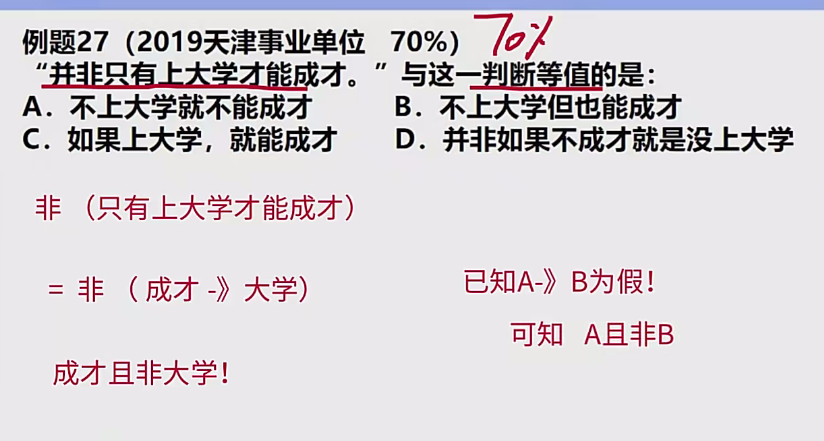 例题27（2019天津事业单位 70%） 70%
“并非只有上大学才能成才。”与这一判断等值的是：
A．不上大学就不能成才 B．不上大学但也能成才
C．如果上大学，就能成才 D．并非如果不成才就是没上大学
非 （只有上大学才能成才）
= 非 （ 成才 -》大学）
已知A-》B为假！
可知 A且非B
成才且非大学！